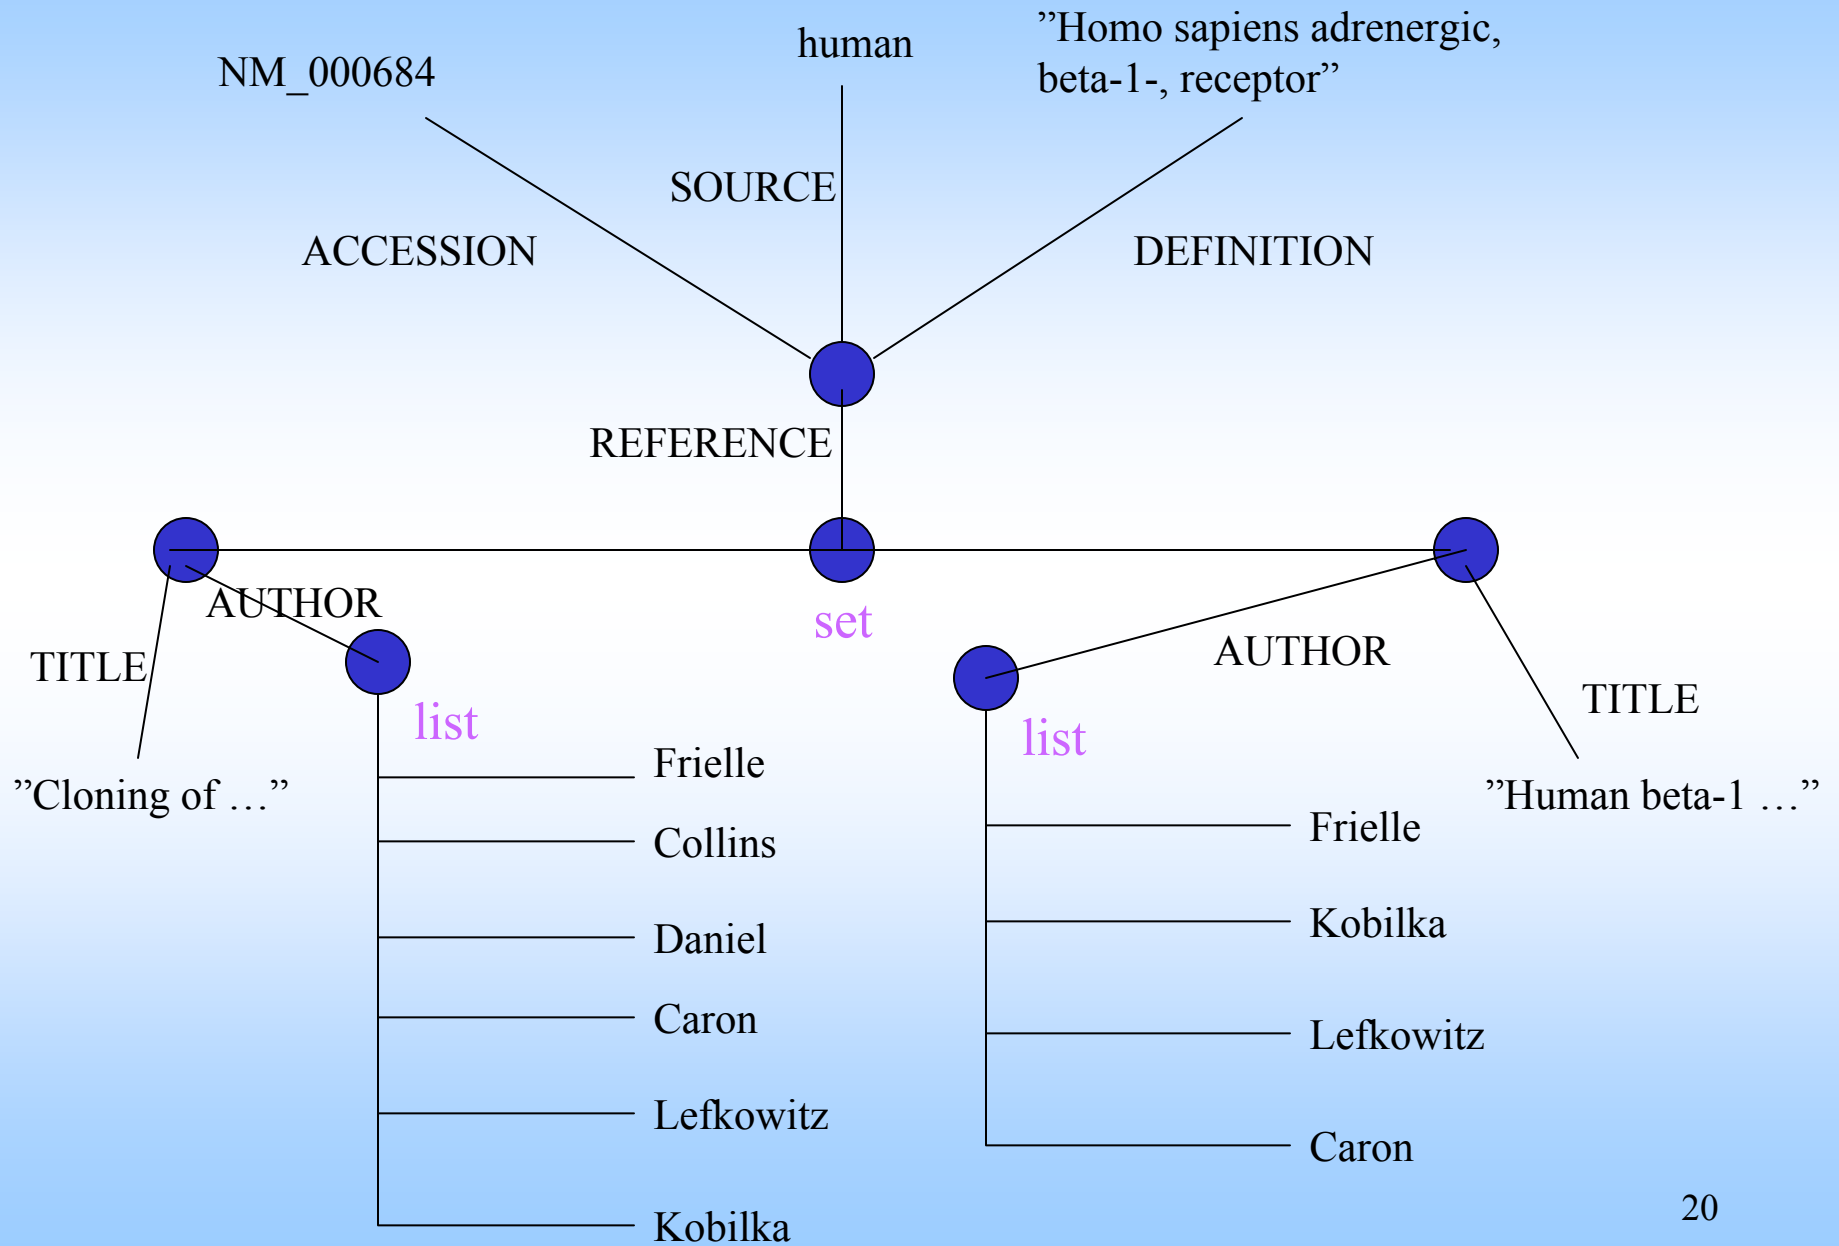 NM_000684
human
”Homo sapiens adrenergic,
beta-1-, receptor”
SOURCE
ACCESSION
DEFINITION
REFERENCE
AUTHOR
set
TITLE
list
AUTHOR
TITLE
list
”Cloning of …”
”Human beta-1 …”
Frielle
Collins
Daniel
Caron
Lefkowitz
Kobilka
Frielle
Kobilka
Lefkowitz
Caron
20